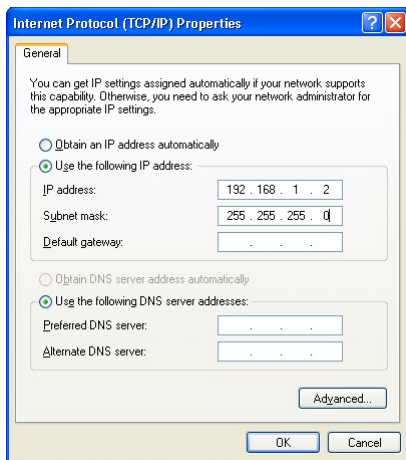 Internet Protocol (TCP/IP) Properties
General
You can get IP settings assigned automatically if your network supports
this capability. Otherwise, you need to ask your network administrator for
the appropriate IP settings.
Obtain an IP address automatically
Use the following IP address:
IP address: 192 . 168 . 1 . 2
Subnet mask: 255 . 255 . 255 . 0
Default gateway: . . .
Obtain DNS server address automatically
Use the following DNS server addresses:
Preferred DNS server: . . .
Alternate DNS server: . . .
Advanced...
OK Cancel